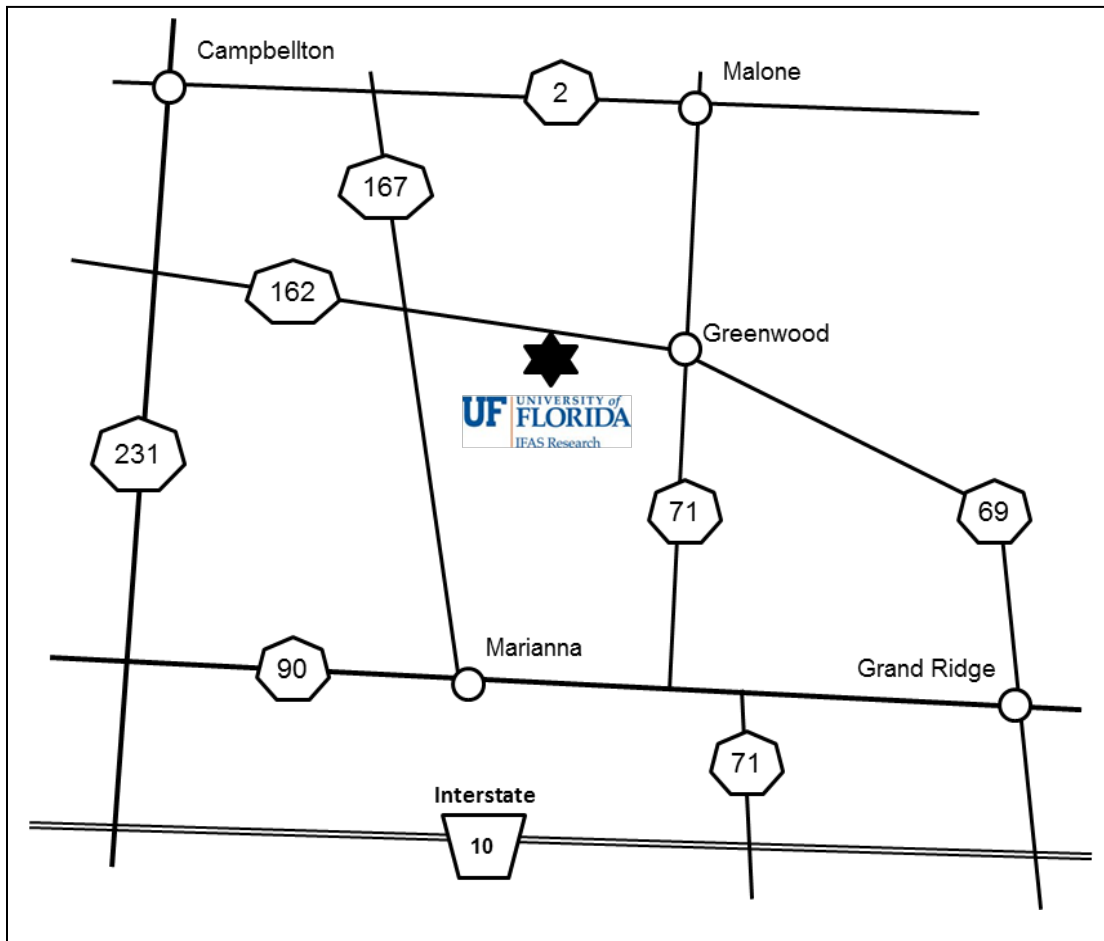 Campbellton
Malone
2
167
162
Greenwood
UF UNIVERSITY of
FLORIDA
IFAS Research
231
71
69
Marianna
90
Grand Ridge
71
Interstate
10